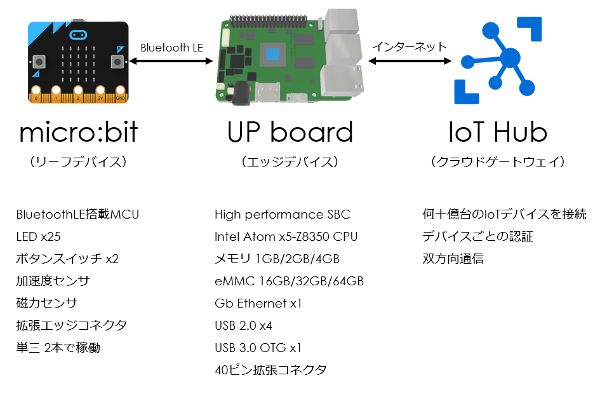 Bluetooth LE
インターネット
micro:bit
UP board
IoT Hub
（リーフデバイス）
（エッジデバイス）
（クラウドゲートウェイ）
BluetoothLE搭載MCU
LED x25
ボタンスイッチ x2
加速度センサ
磁力センサ
拡張エッジコネクタ
単三 2本で稼働
High performance SBC
Intel Atom x5-Z8350 CPU
メモリ 1GB/2GB/4GB
eMMC 16GB/32GB/64GB
Gb Ethernet x1
USB 2.0 x4
USB 3.0 OTG x1
40ピン拡張コネクタ
何十億台のIoTデバイスを接続
デバイスごとの認証
双方向通信